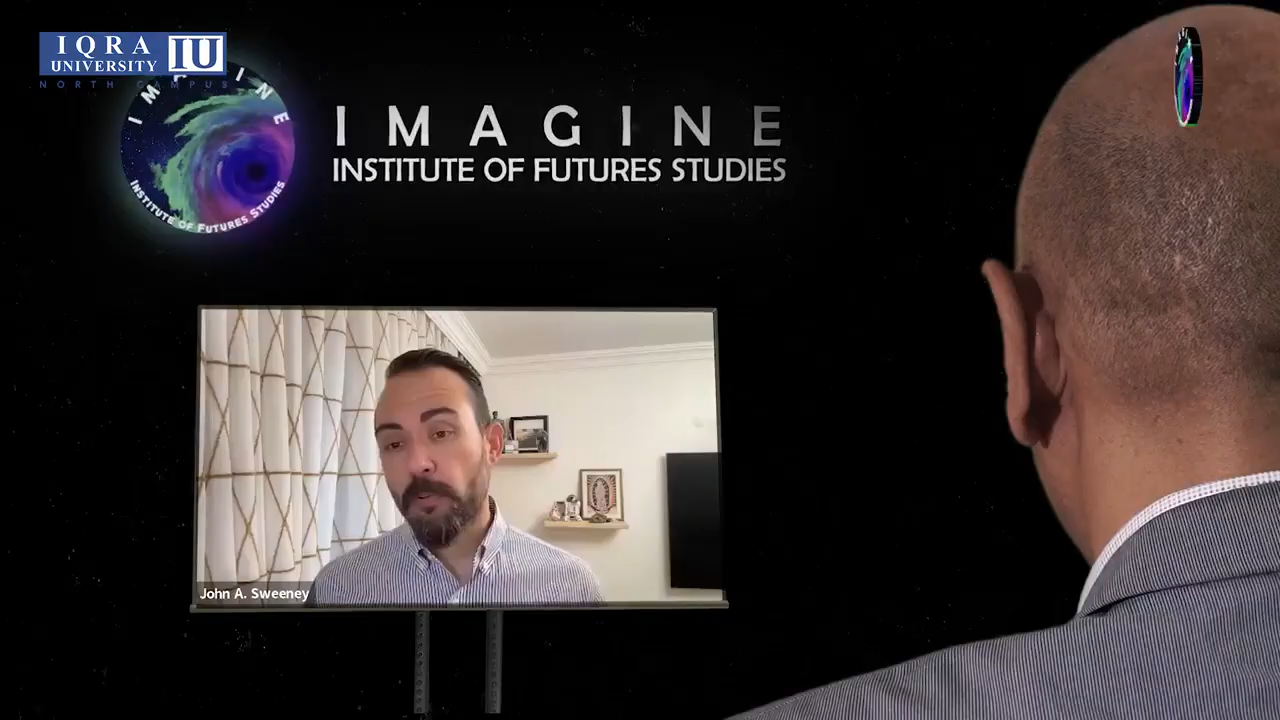 IQRA
UNIVERSITY
IU
NORTH CAMPUS
IMAGINE
INSTITUTE OF FUTURES STUDIES
IMAGINE
INSTITUTE OF FUTURES STUDIES
John A. Sweeney